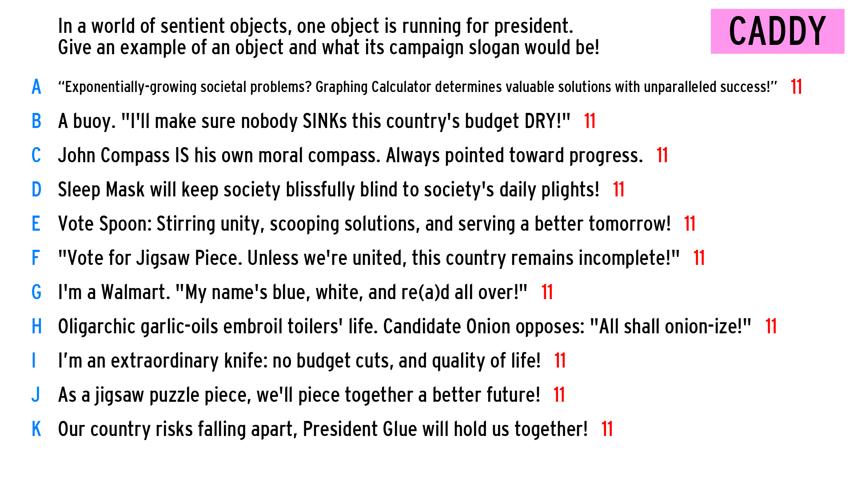 In a world of sentient objects, one object is running for president.
Give an example of an object and what its campaign slogan would be!
CADDY
A “Exponentially-growing societal problems? Graphing Calculator determines valuable solutions with unparalleled success!” 11
B A buoy. "I'll make sure nobody SINKs this country's budget DRY!" 11
C John Compass IS his own moral compass. Always pointed toward progress. 11
D Sleep Mask will keep society blissfully blind to society's daily plights! 11
E Vote Spoon: Stirring unity, scooping solutions, and serving a better tomorrow! 11
F "Vote for Jigsaw Piece. Unless we're united, this country remains incomplete!" 11
G I'm a Walmart. "My name's blue, white, and re(a)d all over!" 11
H Oligarchic garlic-oils embroil toilers' life. Candidate Onion opposes: "All shall onion-ize!" 11
I I’m an extraordinary knife: no budget cuts, and quality of life! 11
J As a jigsaw puzzle piece, we'll piece together a better future! 11
K Our country risks falling apart, President Glue will hold us together! 11